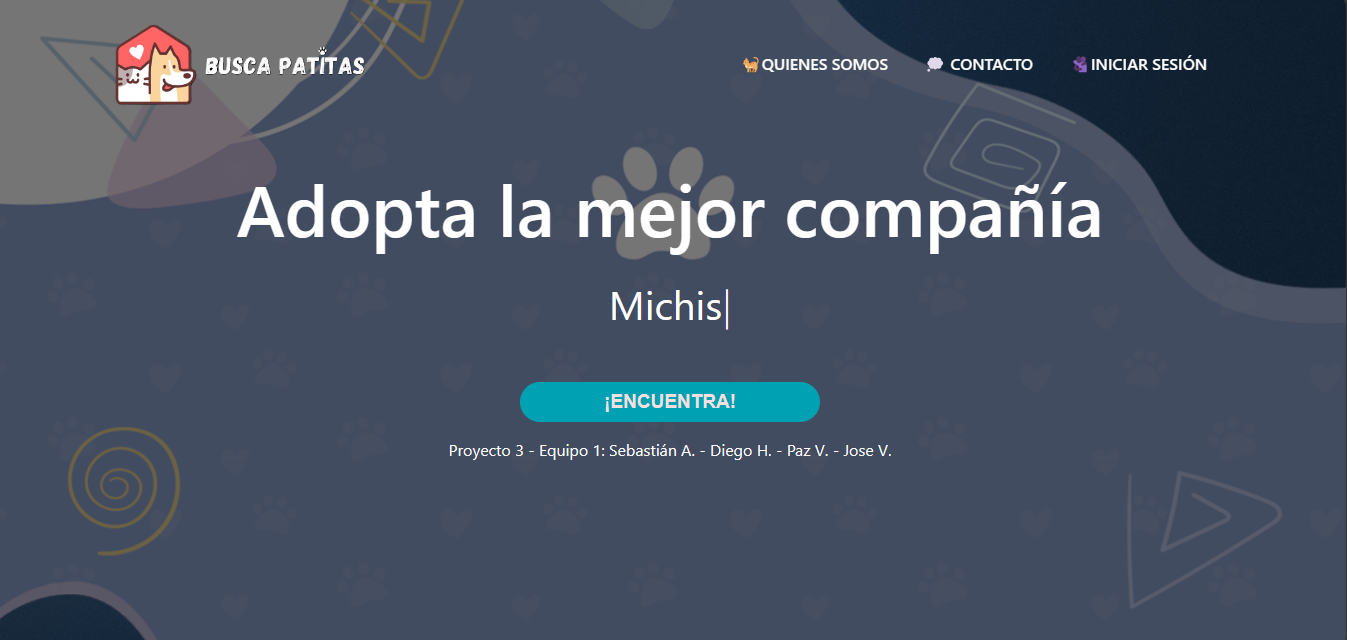 BUSCA PATITAS
QUIENES SOMOS
CONTACTO
INICIAR SESIÓN
Adopta la mejor compañía
Michis|
¡ENCUENTRA!
Proyecto 3 - Equipo 1: Sebastián A. - Diego H. - Paz V. - Jose V.